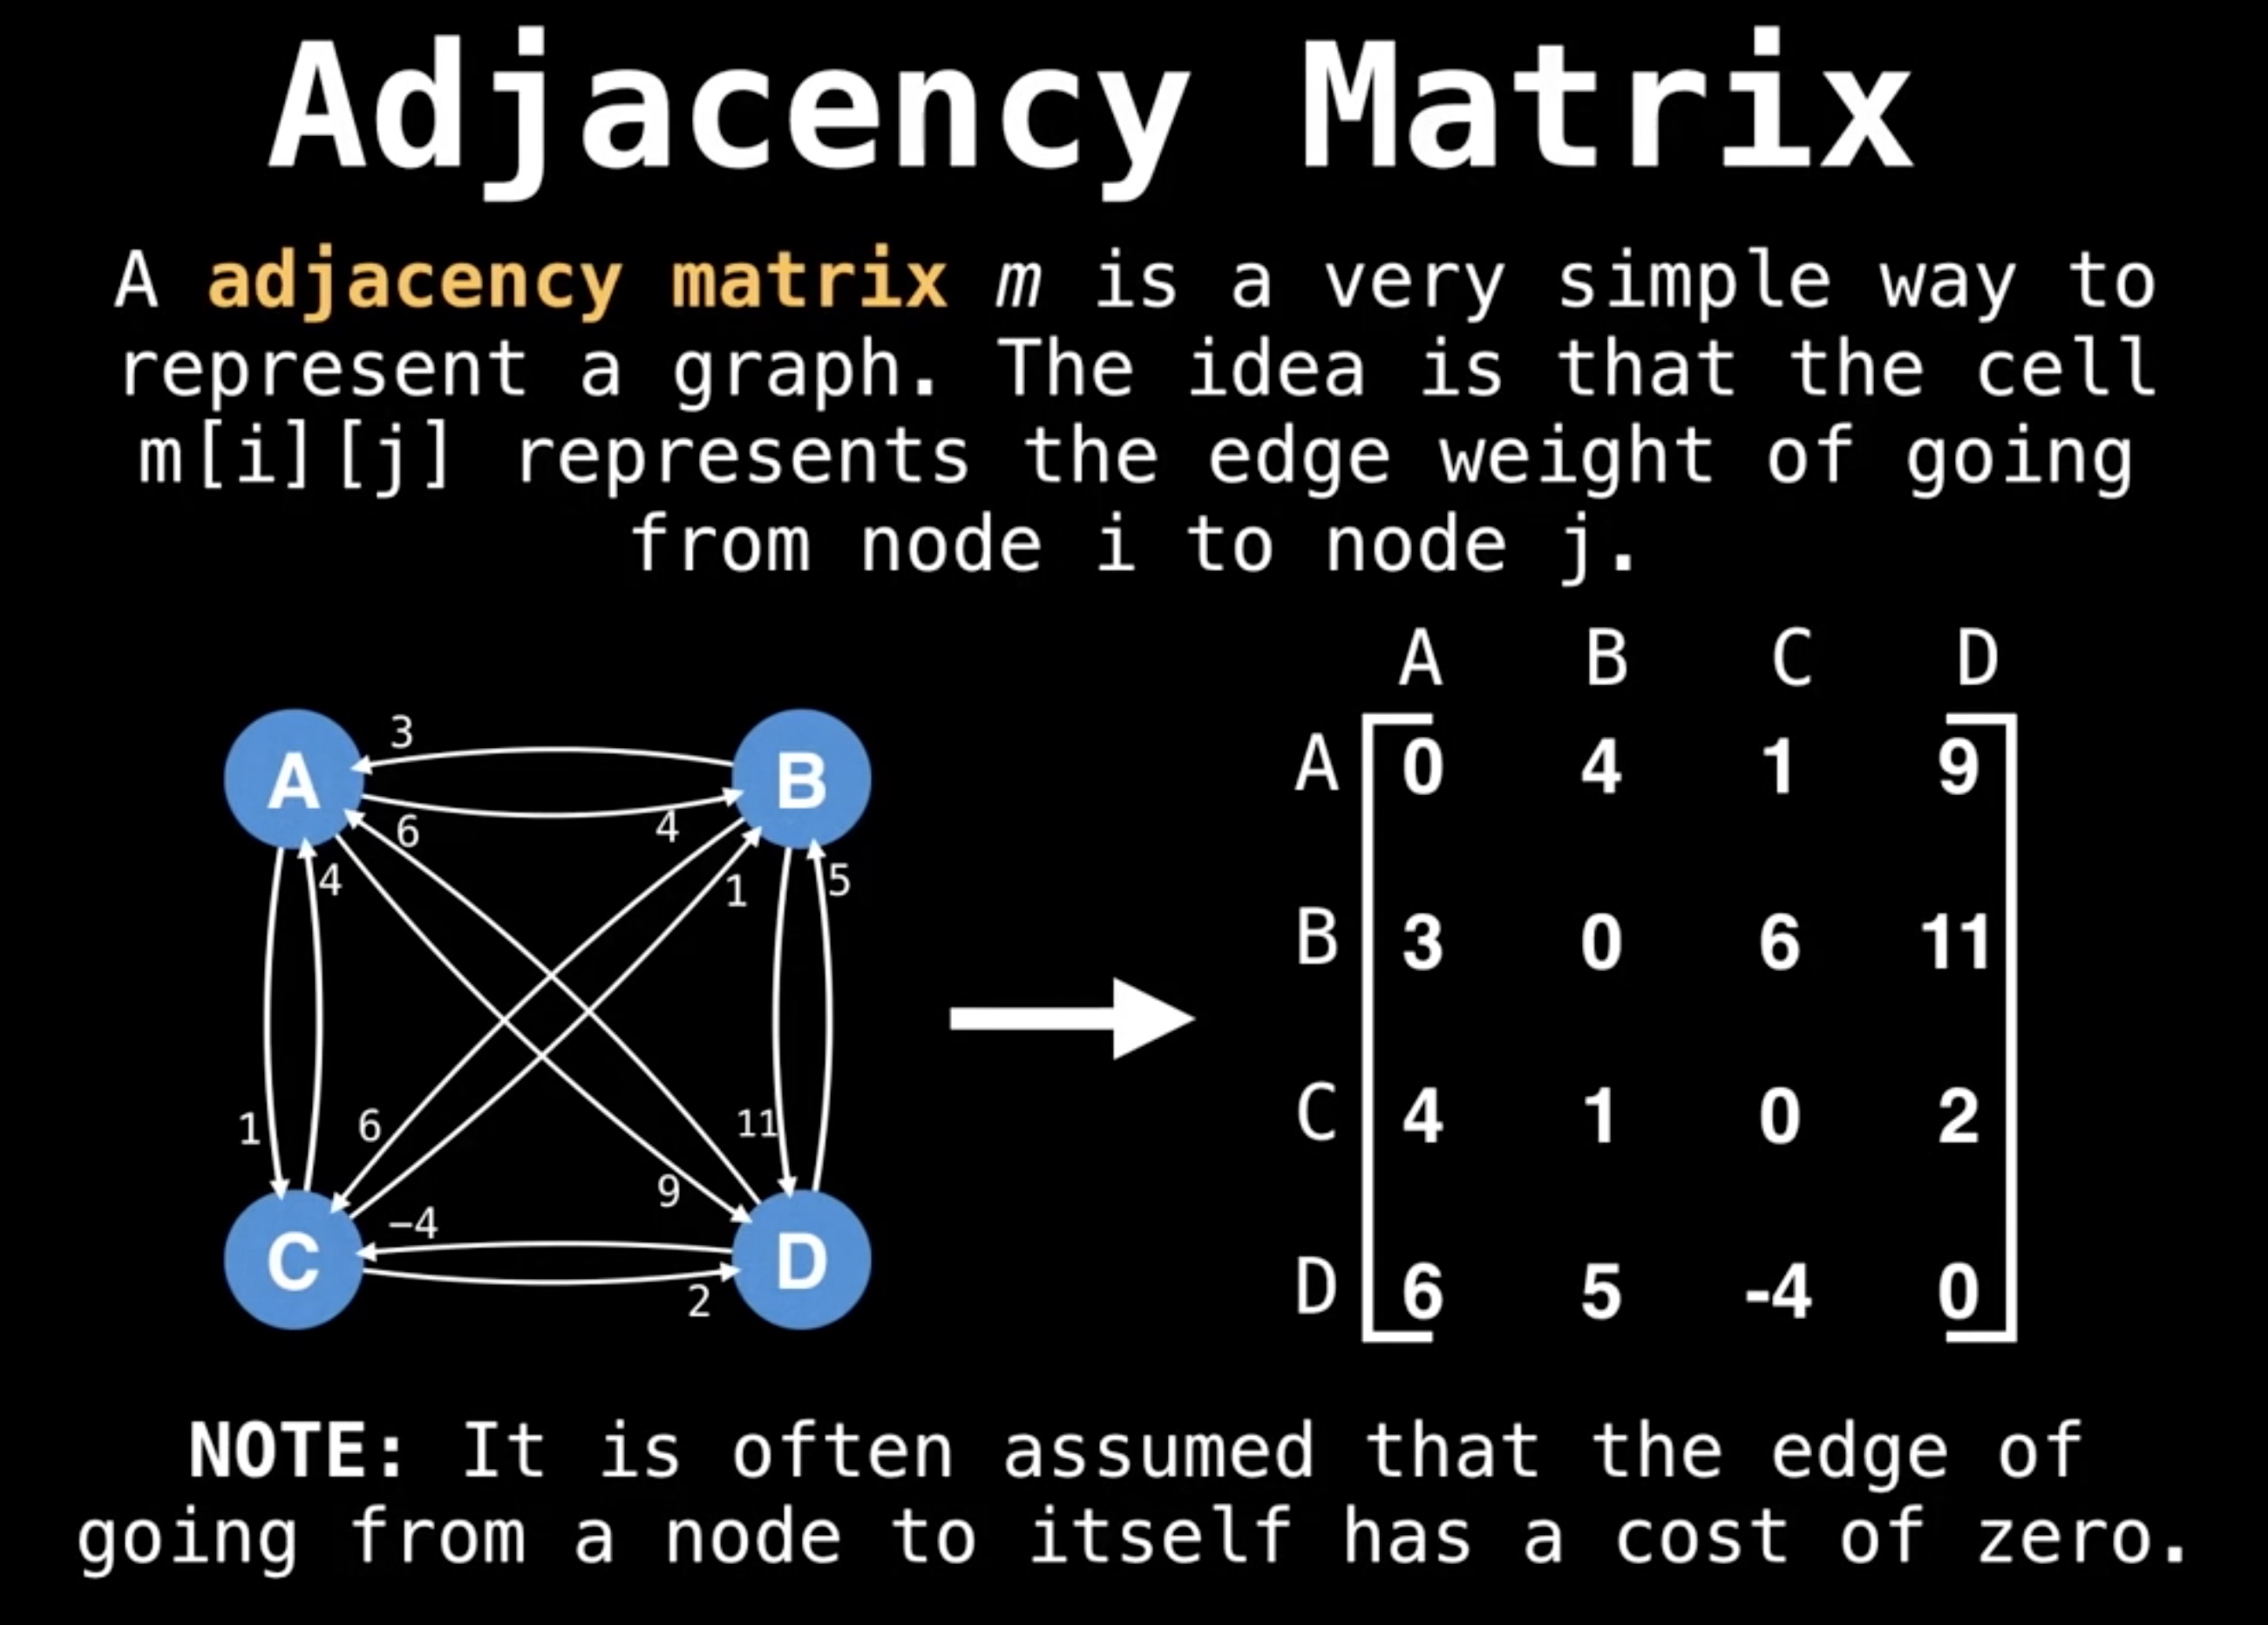 Adjacency Matrix
A adjacency matrix m is a very simple way to
represent a graph. The idea is that the cell
m[i][j] represents the edge weight of going
from node i to node j.
A B C D
A 0 4 1 9
B 3 0 6 11
C 4 1 0 2
D 6 5 -4 0
3
A B
6 4
4 1 5
1 6 11
9
−4
C D
2
NOTE: It is often assumed that the edge of
going from a node to itself has a cost of zero.